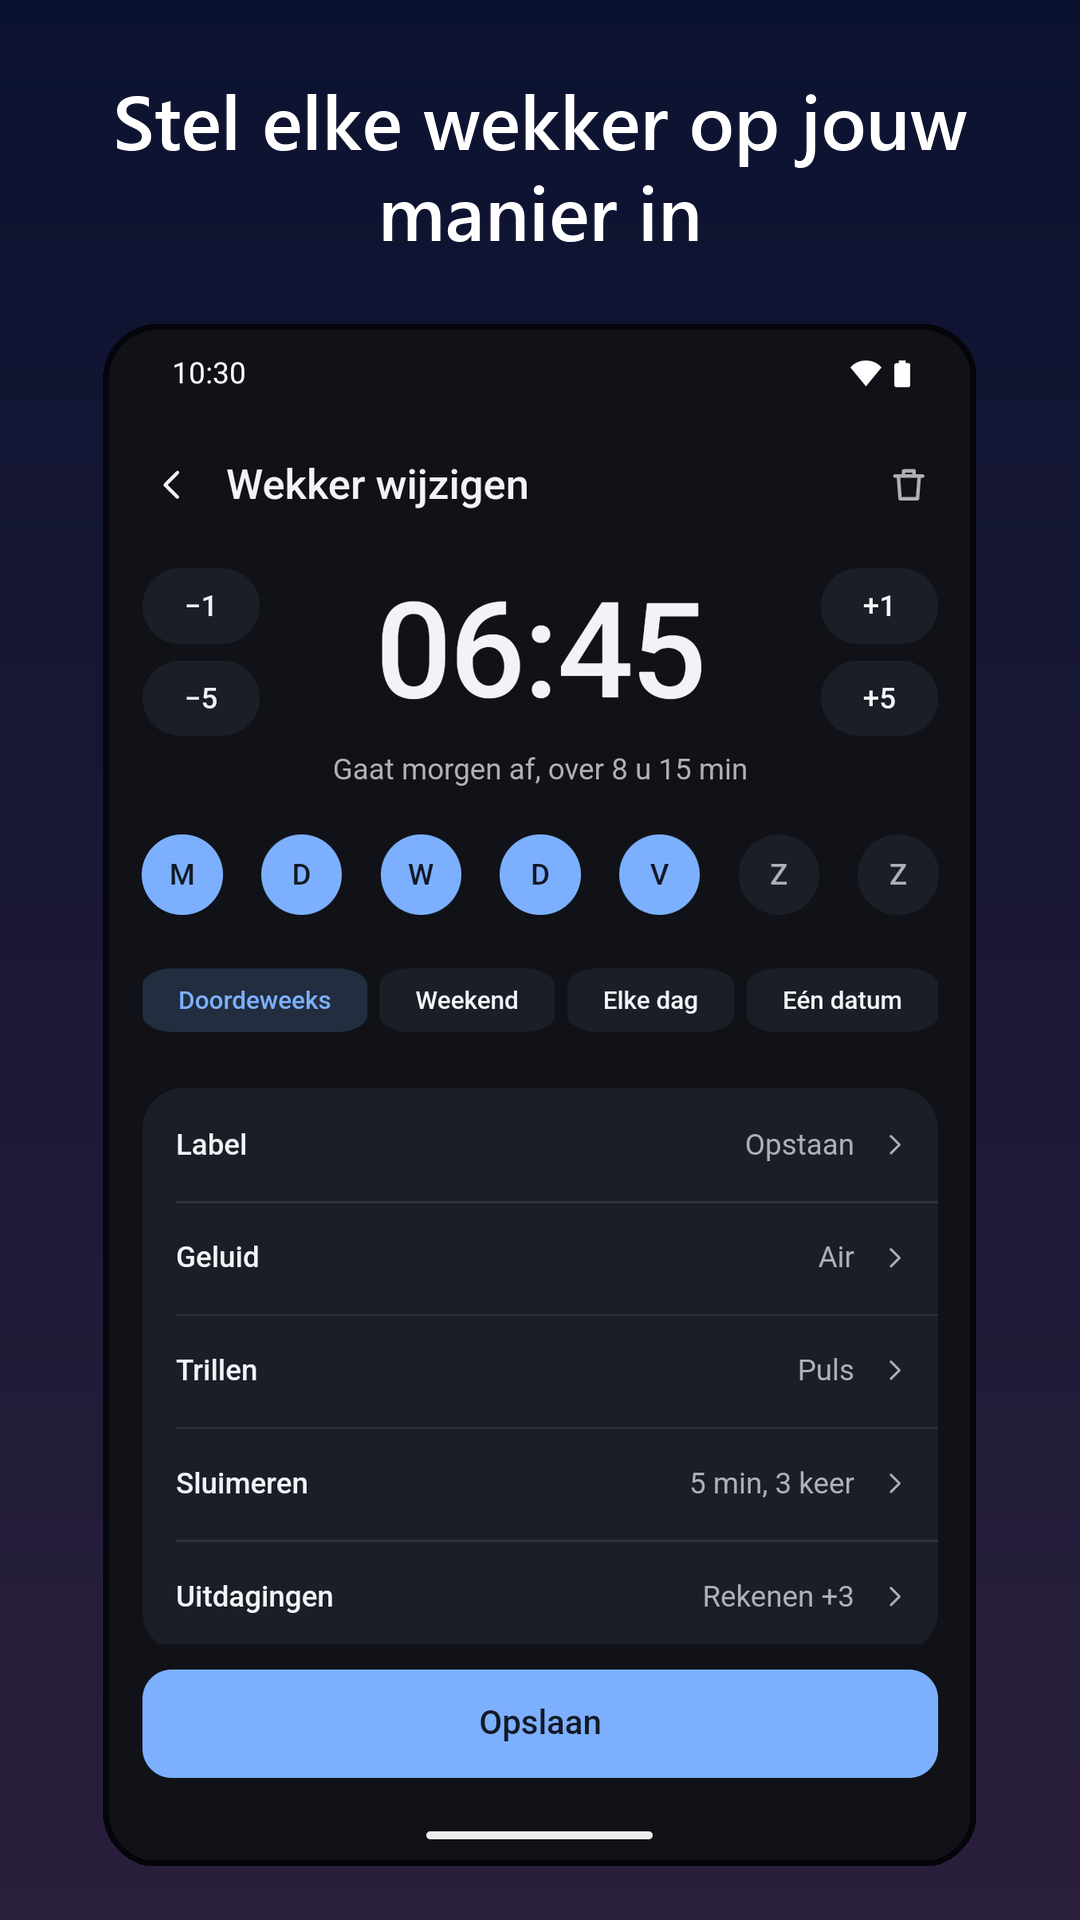 Stel elke wekker op jouw
manier in
10:30
Wekker wijzigen
−1
06:45
+1
−5
+5
Gaat morgen af, over 8 u 15 min
M D W D V Z Z
Doordeweeks Weekend Elke dag Eén datum
Label Opstaan
Geluid Air
Trillen Puls
Sluimeren 5 min, 3 keer
Uitdagingen Rekenen +3
Opslaan